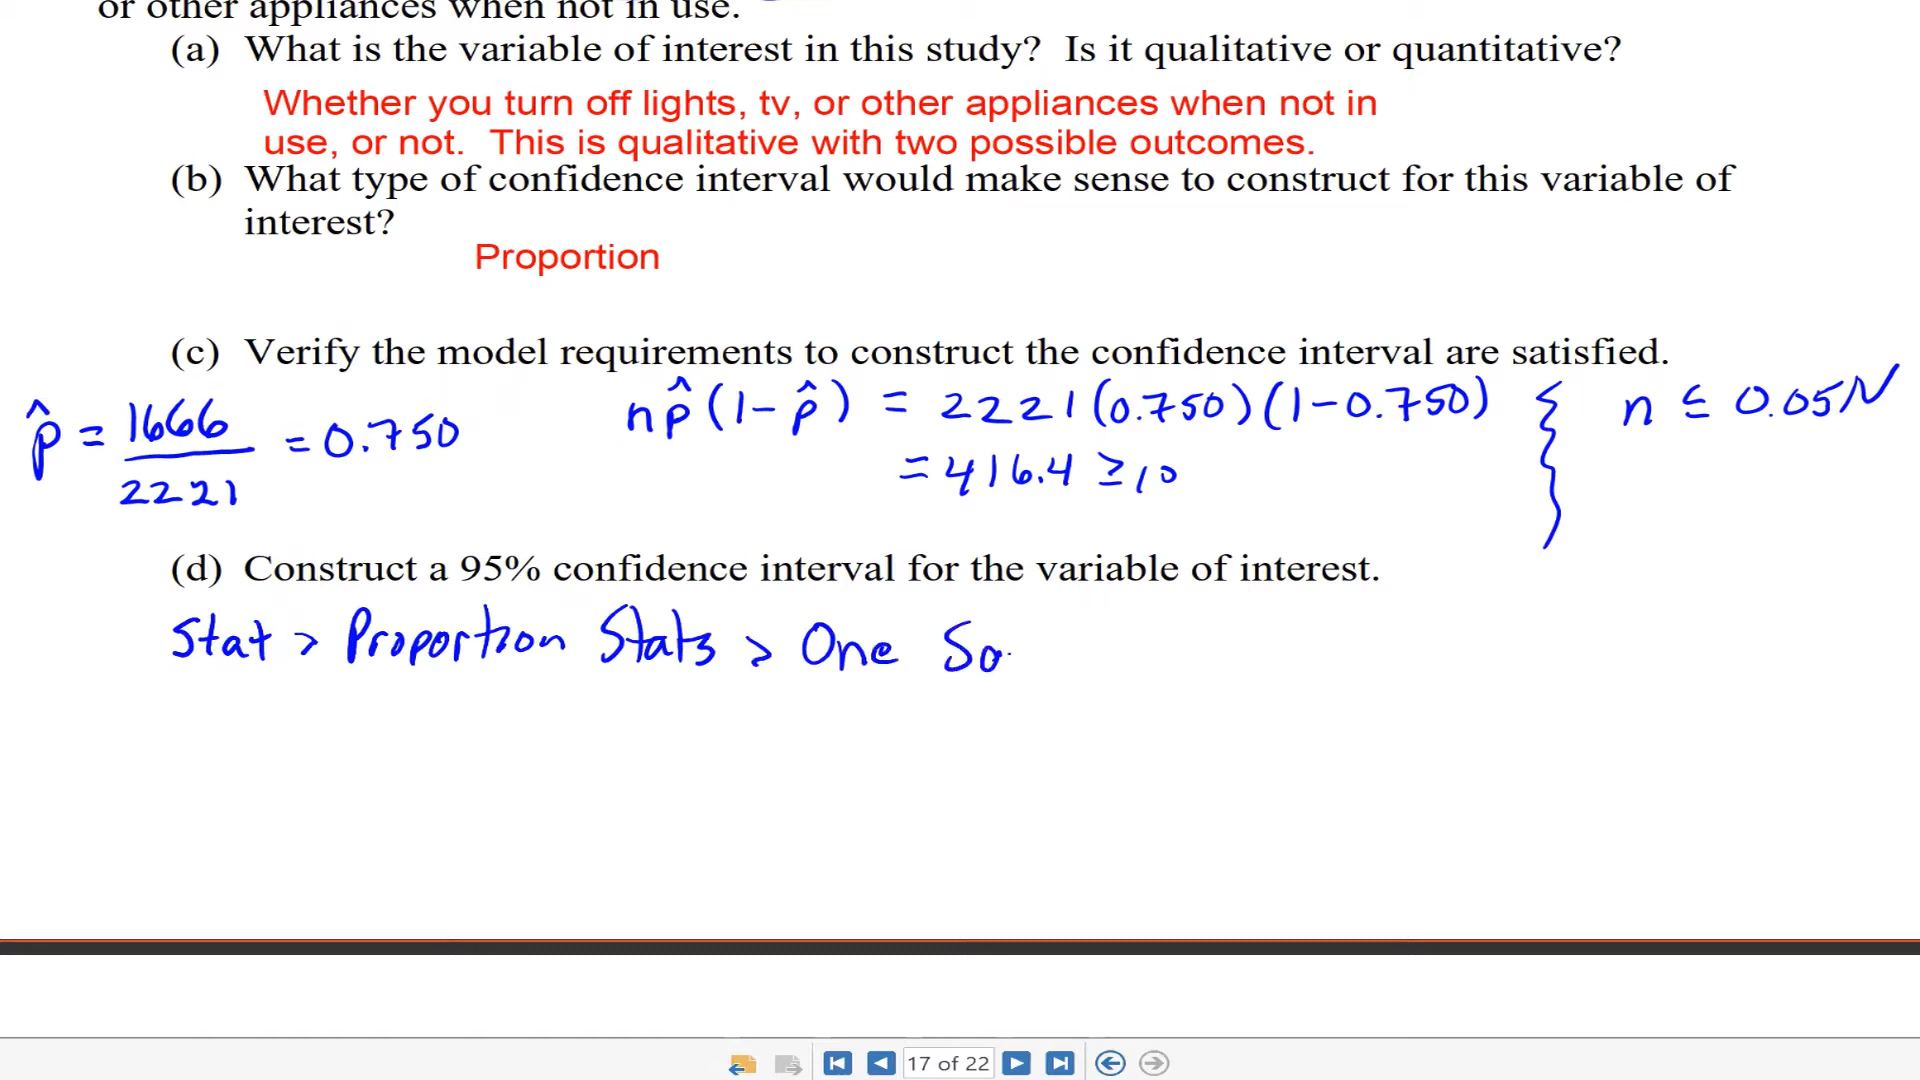 or other appliances when not in use.
(a) What is the variable of interest in this study? Is it qualitative or quantitative?
Whether you turn off lights, tv, or other appliances when not in
use, or not. This is qualitative with two possible outcomes.
(b) What type of confidence interval would make sense to construct for this variable of
interest?
Proportion
(c) Verify the model requirements to construct the confidence interval are satisfied.
p̂ = 1666/2221 = 0.750
np̂(1-p̂) = 2221(0.750)(1-0.750)
= 416.4 ≥ 10
n ≤ 0.05N
(d) Construct a 95% confidence interval for the variable of interest.
Stat > Proportion Stats > One Sa
17 of 22